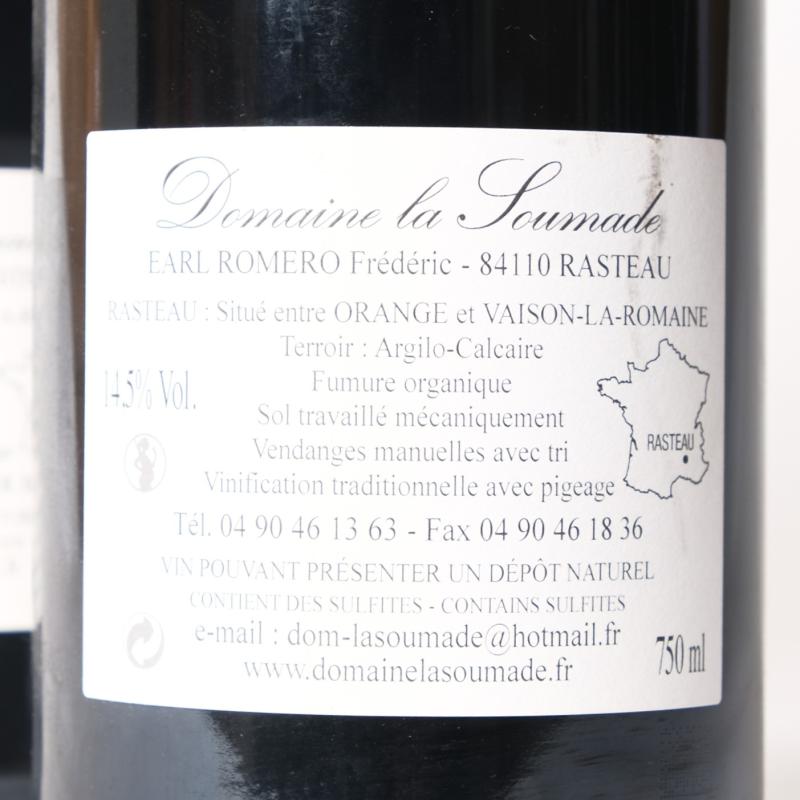 Domaine la Soumade
EARL ROMERO Frédéric - 84110 RASTEAU
RASTEAU : Situé entre ORANGE et VAISON-LA-ROMAINE
Terroir : Argilo-Calcaire
14.5% Vol.
Fumure organique
Sol travaillé mécaniquement
RASTEAU
Vendanges manuelles avec tri
Vinification traditionnelle avec pigeage
Tél. 04 90 46 13 63 - Fax 04 90 46 18 36
VIN POUVANT PRÉSENTER UN DÉPÔT NATUREL
CONTIENT DES SULFITES - CONTAINS SULFITES
e-mail : dom-lasoumade@hotmail.fr
www.domainelasoumade.fr
750 ml